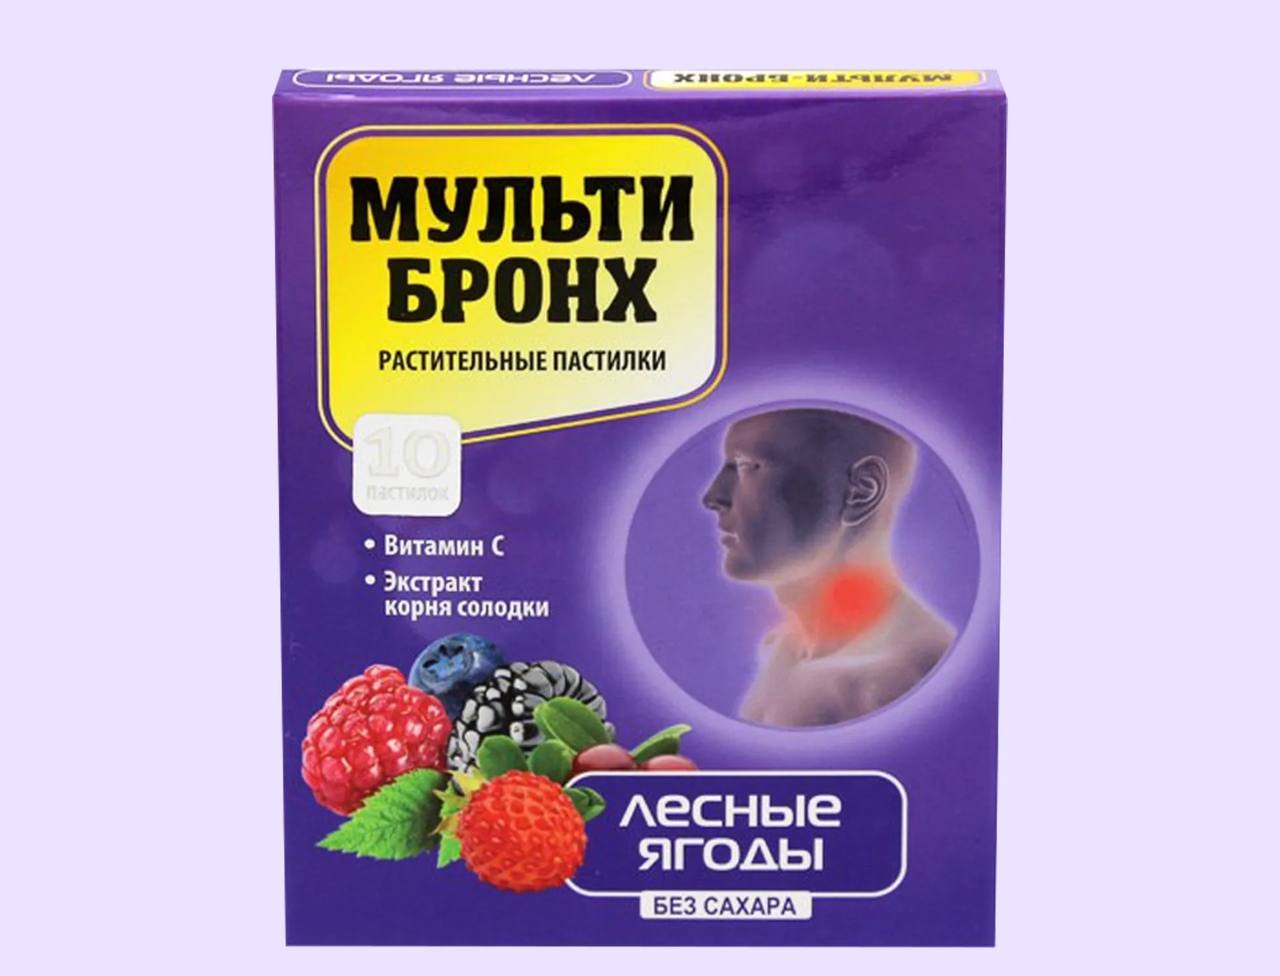 ЛЕСНЫЕ ЯГОДЫ
МУЛЬТИ-БРОНХ
МУЛЬТИ
БРОНХ
РАСТИТЕЛЬНЫЕ ПАСТИЛКИ
10
пастилок
• Витамин С
• Экстракт
корня солодки
ЛЕСНЫЕ
ЯГОДЫ
БЕЗ САХАРА